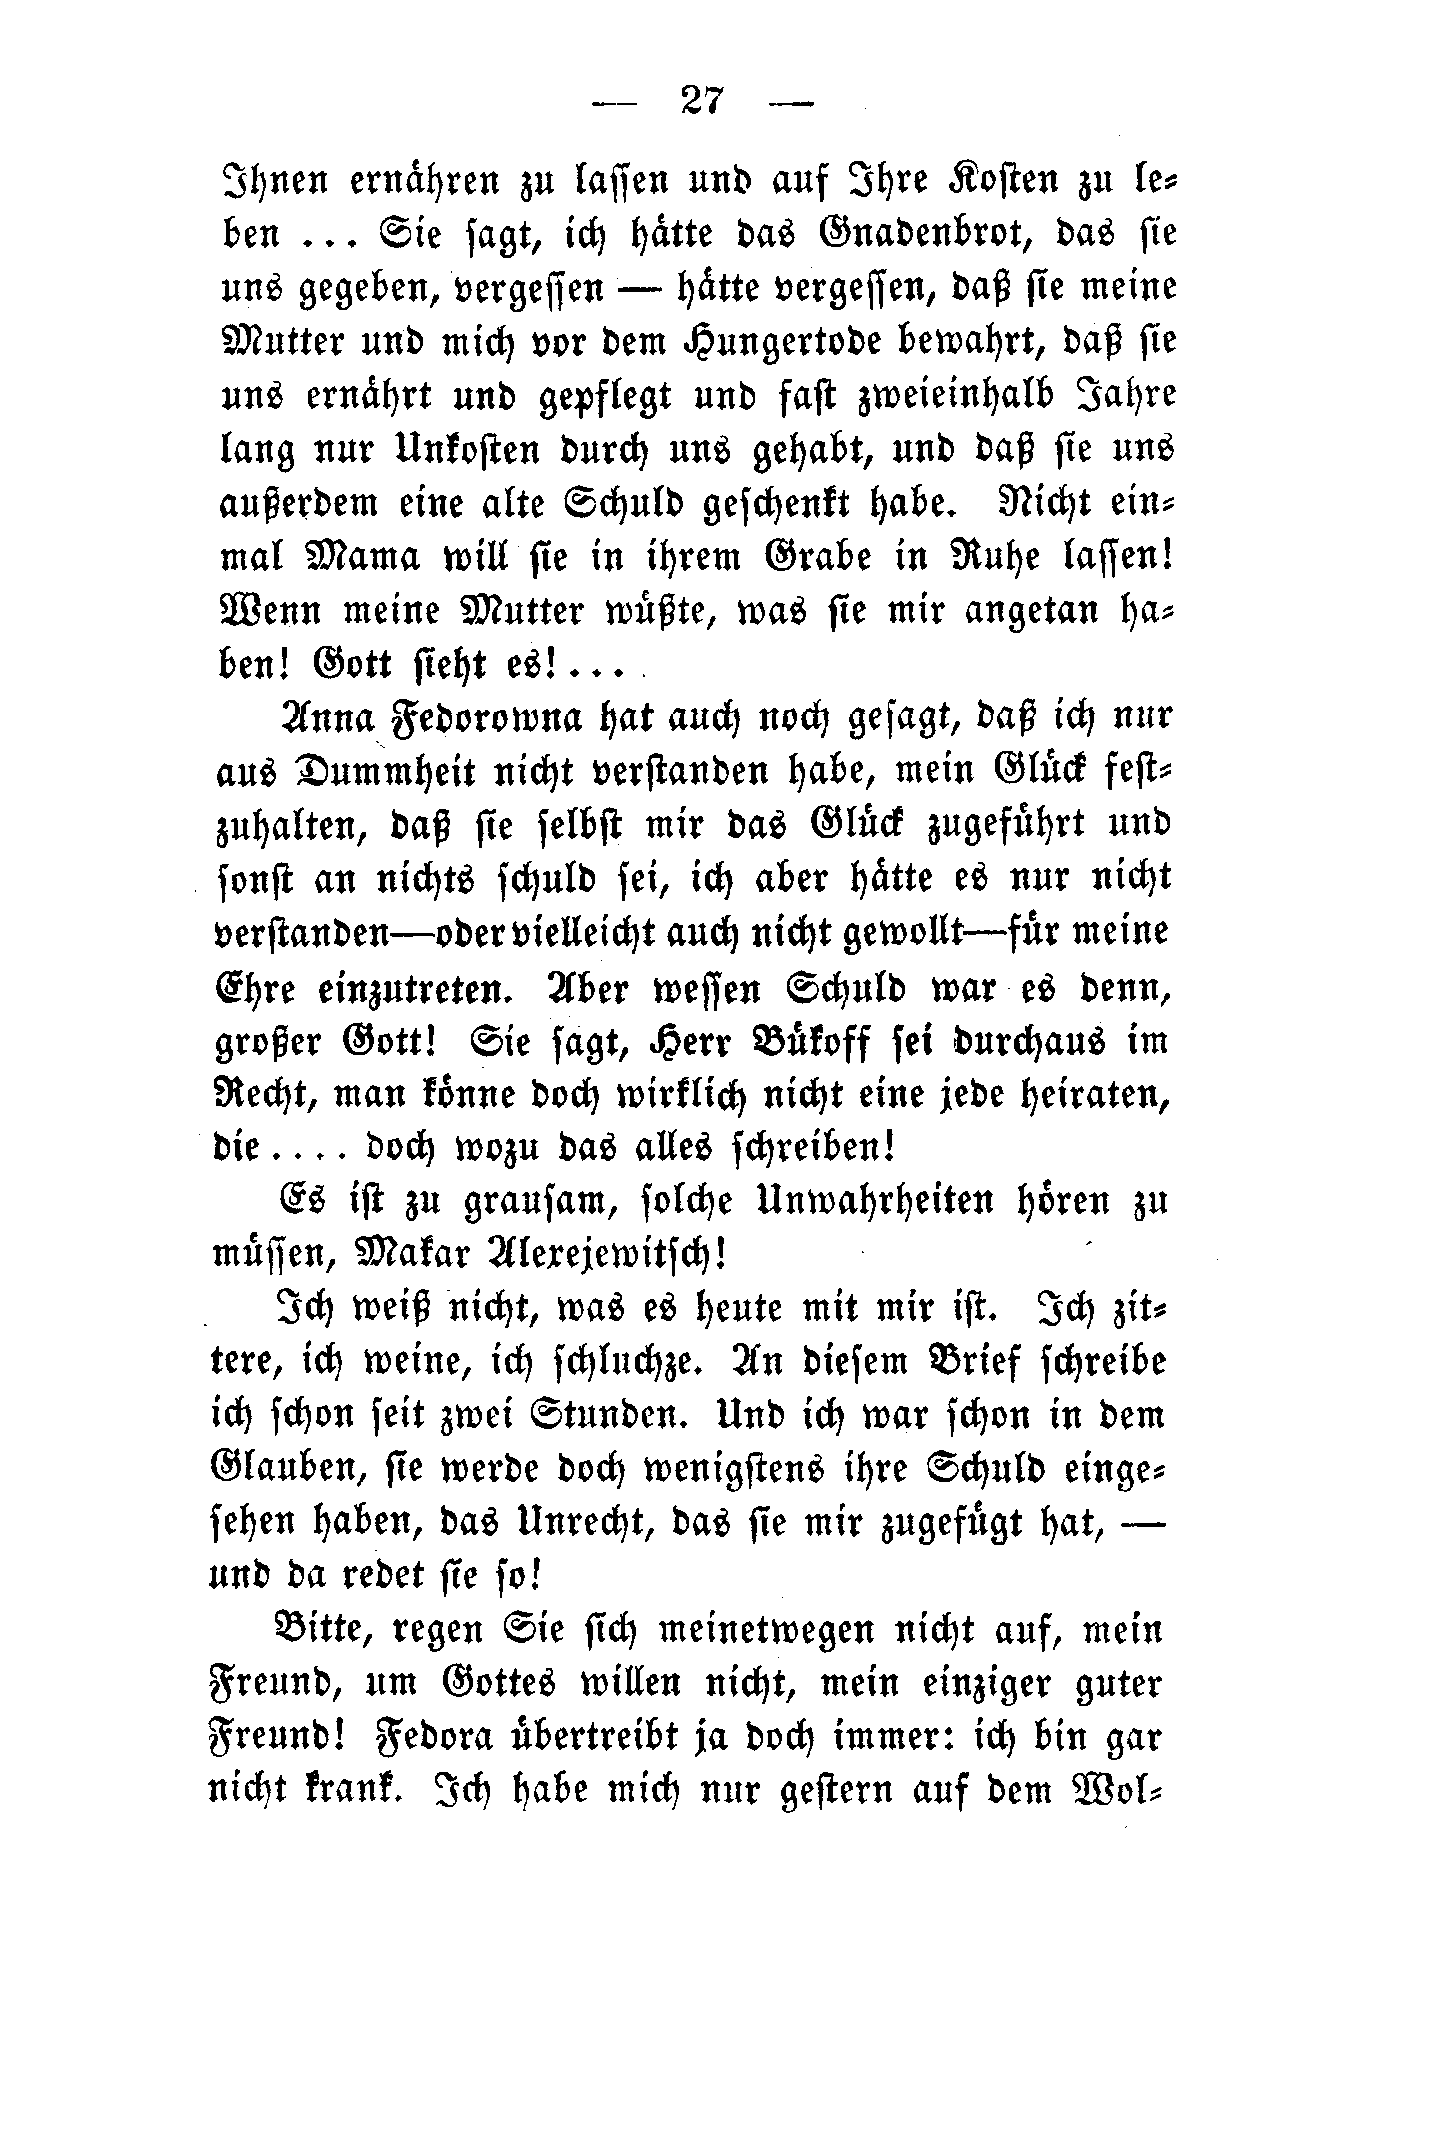 — 27 —
Ihnen ernähren zu lassen und auf Ihre Kosten zu le-
ben ... Sie sagt, ich hätte das Gnadenbrot, das sie
uns gegeben, vergessen — hätte vergessen, daß sie meine
Mutter und mich vor dem Hungertode bewahrt, daß sie
uns ernährt und gepflegt und fast zweieinhalb Jahre
lang nur Unkosten durch uns gehabt, und daß sie uns
außerdem eine alte Schuld geschenkt habe. Nicht ein-
mal Mama will sie in ihrem Grabe in Ruhe lassen!
Wenn meine Mutter wüßte, was sie mir angetan ha-
ben! Gott sieht es! ...
Anna Fedorowna hat auch noch gesagt, daß ich nur
aus Dummheit nicht verstanden habe, mein Glück fest-
zuhalten, daß sie selbst mir das Glück zugeführt und
sonst an nichts schuld sei, ich aber hätte es nur nicht
verstanden—oder vielleicht auch nicht gewollt—für meine
Ehre einzutreten. Aber wessen Schuld war es denn,
großer Gott! Sie sagt, Herr Bükoff sei durchaus im
Recht, man könne doch wirklich nicht eine jede heiraten,
die .... doch wozu das alles schreiben!
Es ist zu grausam, solche Unwahrheiten hören zu
müssen, Makar Alexejewitsch!
Ich weiß nicht, was es heute mit mir ist. Ich zit-
tere, ich weine, ich schluchze. An diesem Brief schreibe
ich schon seit zwei Stunden. Und ich war schon in dem
Glauben, sie werde doch wenigstens ihre Schuld einge-
sehen haben, das Unrecht, das sie mir zugefügt hat, —
und da redet sie so!
Bitte, regen Sie sich meinetwegen nicht auf, mein
Freund, um Gottes willen nicht, mein einziger guter
Freund! Fedora übertreibt ja doch immer: ich bin gar
nicht krank. Ich habe mich nur gestern auf dem Wol-